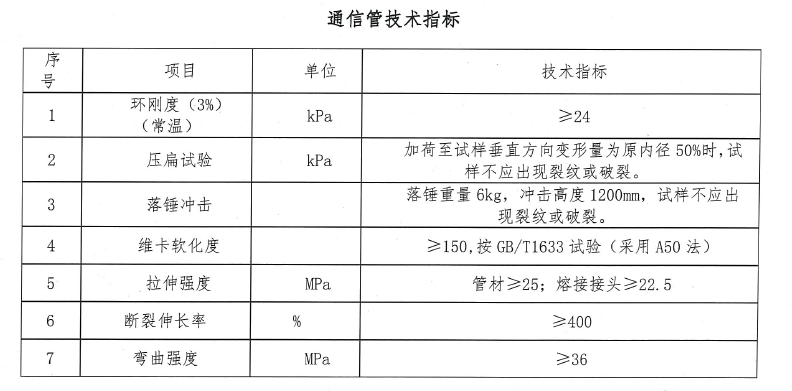 通信管技术指标
序号 项目 单位 技术指标
1 环刚度（3%）（常温） kPa ≥24
2 压扁试验 kPa 加荷至试样垂直方向变形量为原内径50%时,试样不应出现裂纹或破裂。
3 落锤冲击 落锤重量6kg，冲击高度1200mm，试样不应出现裂纹或破裂。
4 维卡软化度 ≥150,按GB/T1633试验（采用A50法）
5 拉伸强度 MPa 管材≥25；熔接接头≥22.5
6 断裂伸长率 % ≥400
7 弯曲强度 MPa ≥36